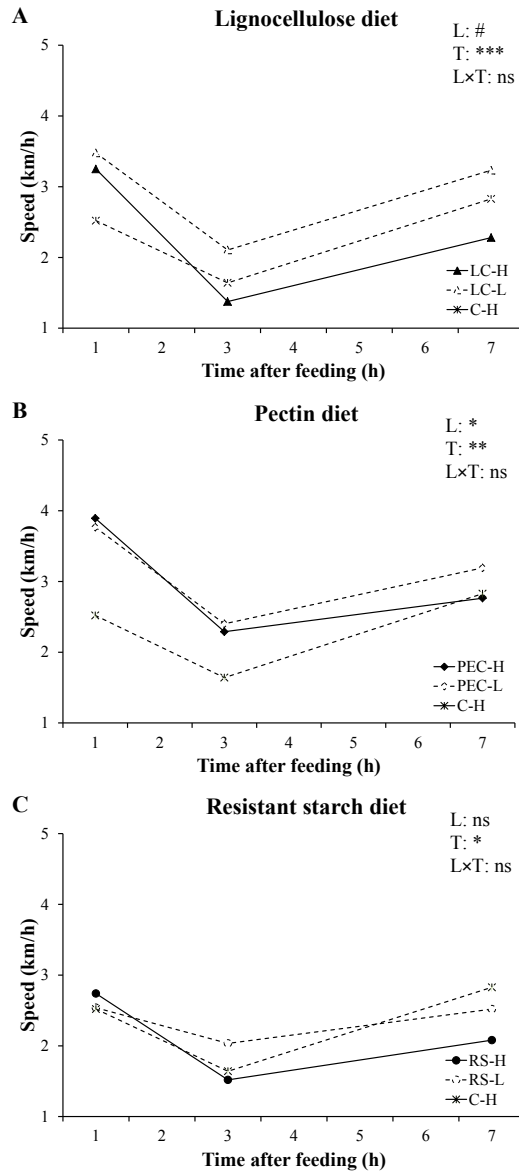 A
Lignocellulose diet
L: #
T: ***
L×T: ns
5
4
3
2
1
Speed (km/h)
LC-H
LC-L
C-H
1 2 3 4 5 6 7
Time after feeding (h)
B
Pectin diet
L: *
T: **
L×T: ns
5
4
3
2
1
Speed (km/h)
PEC-H
PEC-L
C-H
1 2 3 4 5 6 7
Time after feeding (h)
C
Resistant starch diet
L: ns
T: *
L×T: ns
5
4
3
2
1
Speed (km/h)
RS-H
RS-L
C-H
1 2 3 4 5 6 7
Time after feeding (h)